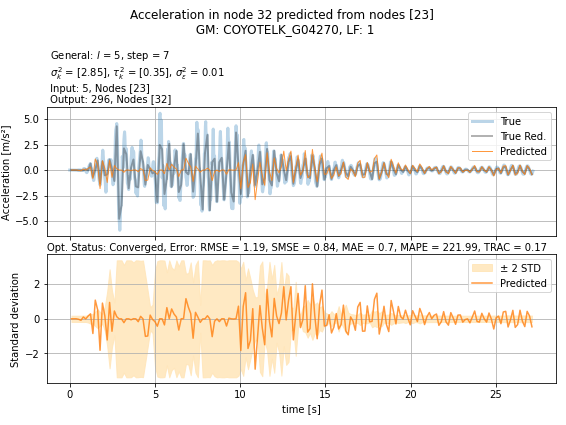 Acceleration in node 32 predicted from nodes [23]
GM: COYOTELK_G04270, LF: 1
General: l = 5, step = 7
σ²ₖ = [2.85], τ²ₖ = [0.35], σ²ε = 0.01
Input: 5, Nodes [23]
Output: 296, Nodes [32]
5.0
2.5
0.0
−2.5
−5.0
Acceleration [m/s²]
True
True Red.
Predicted
Opt. Status: Converged, Error: RMSE = 1.19, SMSE = 0.84, MAE = 0.7, MAPE = 221.99, TRAC = 0.17
2
0
−2
Standard deviation
± 2 STD
Predicted
0 5 10 15 20 25
time [s]